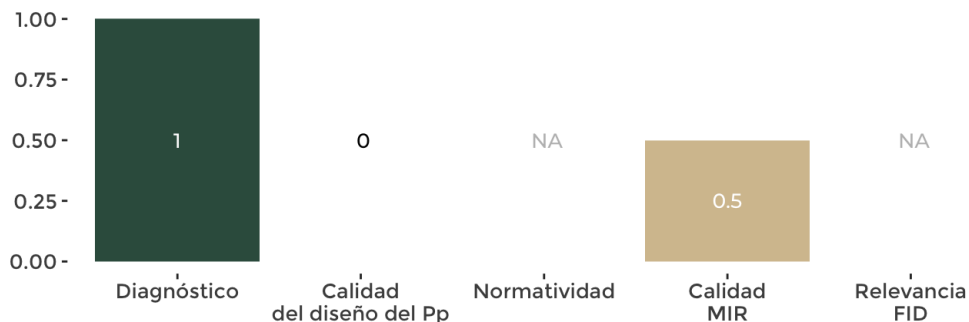 1.00
0.75
0.50
0.25
0.00
1
0
NA
0.5
NA
Diagnóstico
Calidad
del diseño del Pp
Normatividad
Calidad
MIR
Relevancia
FID